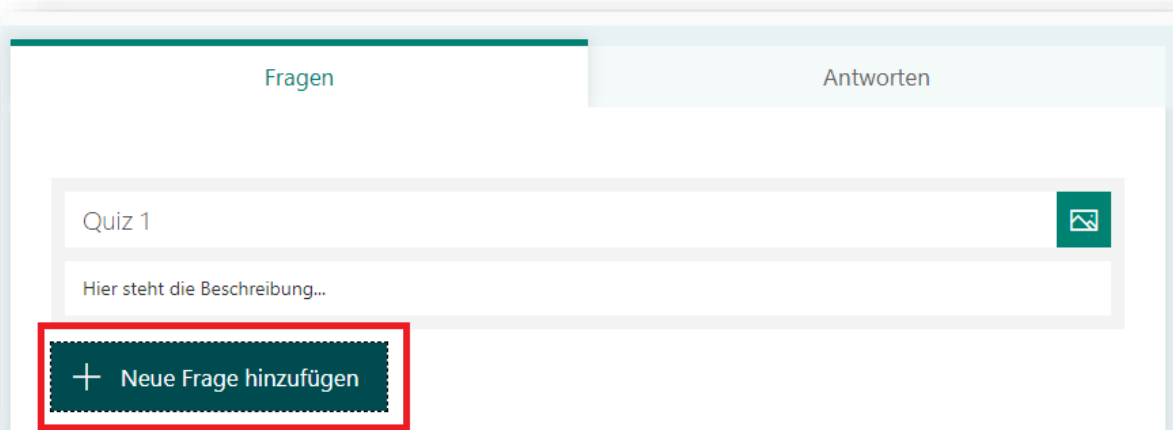 Fragen
Antworten
Quiz 1
Hier steht die Beschreibung...
Neue Frage hinzufügen